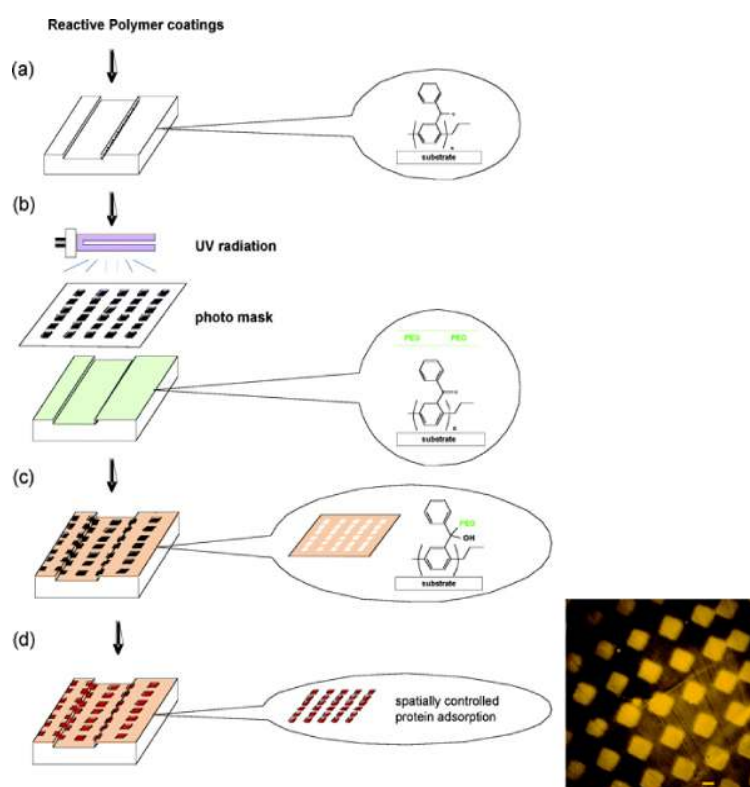 Reactive Polymer coatings
(a)
substrate
(b)
UV radiation
photo mask
PEG PEG
substrate
(c)
PEG
OH
substrate
(d)
spatially controlled
protein adsorption